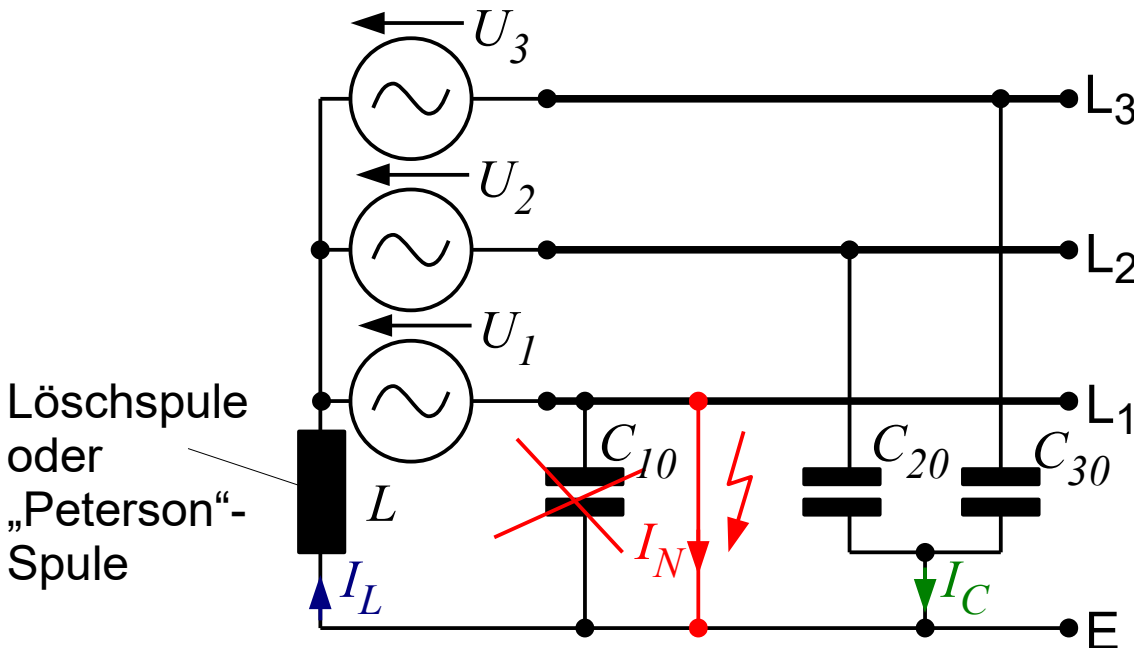 U3
L3
U2
L2
U1
L1
Löschspule
oder
„Peterson“-
Spule
L
C10
C20
C30
IL
IN
IC
E